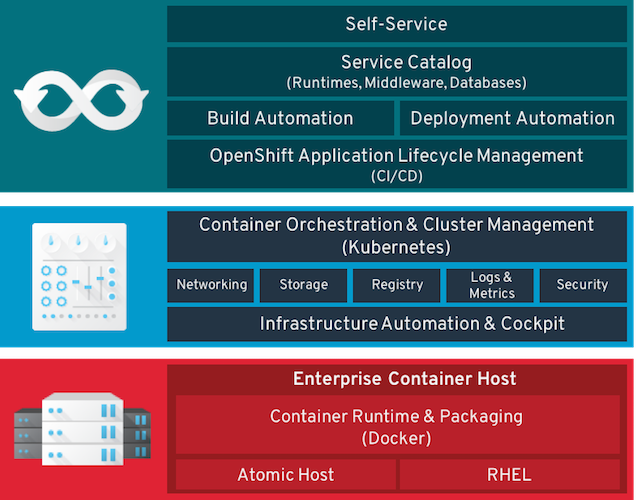 Self-Service
Service Catalog
(Runtimes, Middleware, Databases)
Build Automation
Deployment Automation
OpenShift Application Lifecycle Management
(CI/CD)
Container Orchestration & Cluster Management
(Kubernetes)
Networking
Storage
Registry
Logs &
Metrics
Security
Infrastructure Automation & Cockpit
Enterprise Container Host
Container Runtime & Packaging
(Docker)
Atomic Host
RHEL